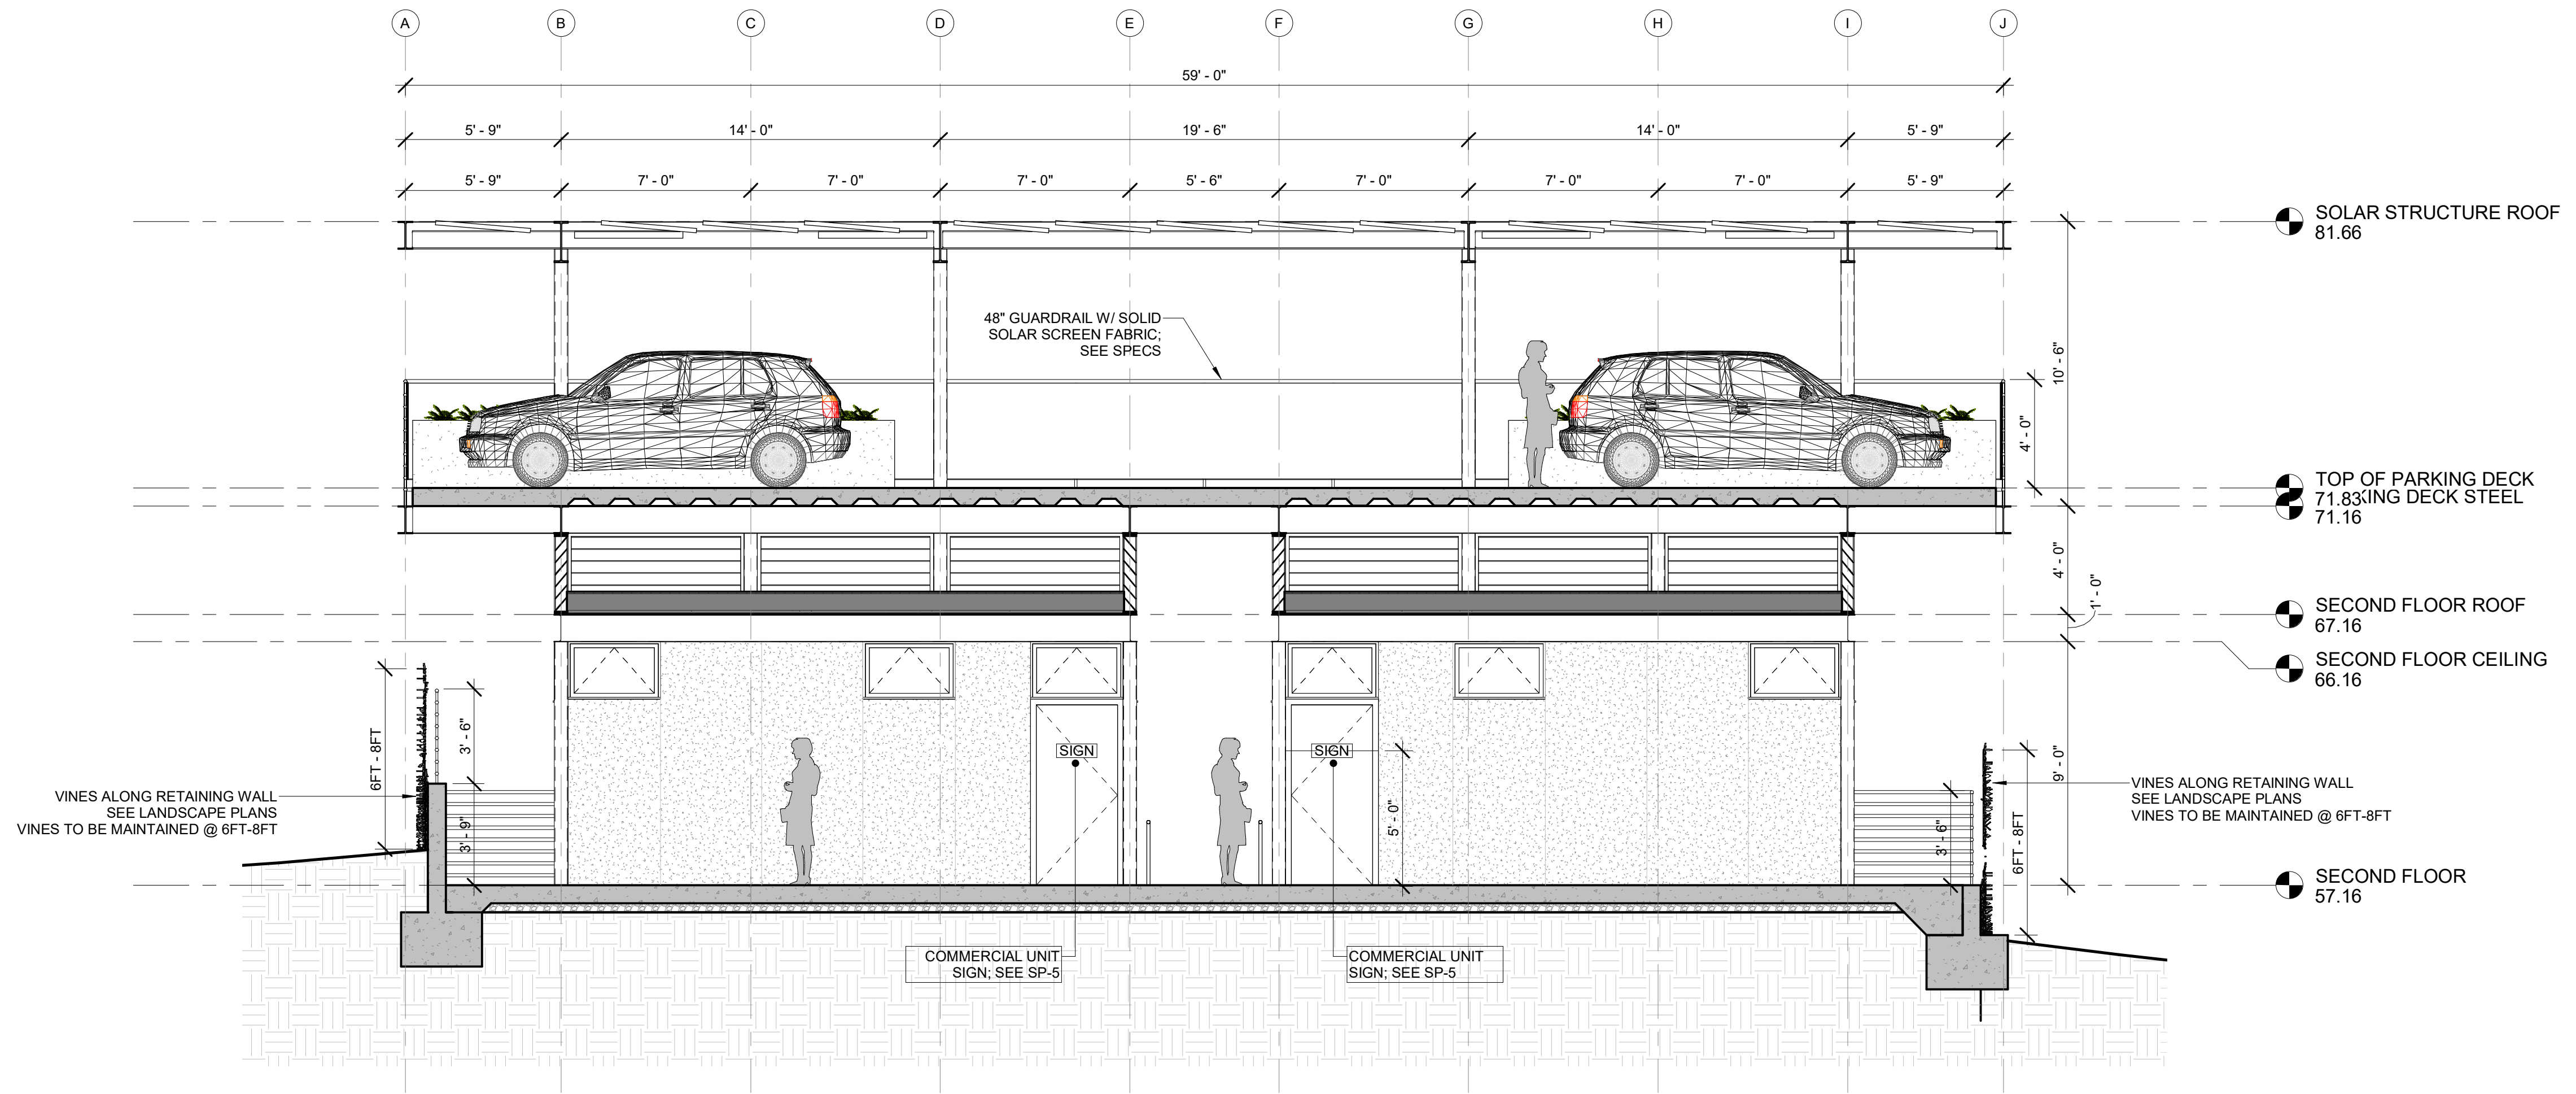 A B C D E F G H I J
59' - 0"
5' - 9" 14' - 0" 19' - 6" 14' - 0" 5' - 9"
5' - 9" 7' - 0" 7' - 0" 7' - 0" 5' - 6" 7' - 0" 7' - 0" 7' - 0" 5' - 9"
SOLAR STRUCTURE ROOF
81.66
48" GUARDRAIL W/ SOLID
SOLAR SCREEN FABRIC;
SEE SPECS
10' - 6"
4' - 0"
TOP OF PARKING DECK
71.83
KING DECK STEEL
71.16
4' - 0"
1' - 0"
SECOND FLOOR ROOF
67.16
SECOND FLOOR CEILING
66.16
6FT - 8FT
3' - 6"
3' - 9"
VINES ALONG RETAINING WALL
SEE LANDSCAPE PLANS
VINES TO BE MAINTAINED @ 6FT-8FT
SIGN
SIGN
5' - 0"
9' - 0"
3' - 6"
6FT - 8FT
VINES ALONG RETAINING WALL
SEE LANDSCAPE PLANS
VINES TO BE MAINTAINED @ 6FT-8FT
SECOND FLOOR
57.16
COMMERCIAL UNIT
SIGN; SEE SP-5
COMMERCIAL UNIT
SIGN; SEE SP-5